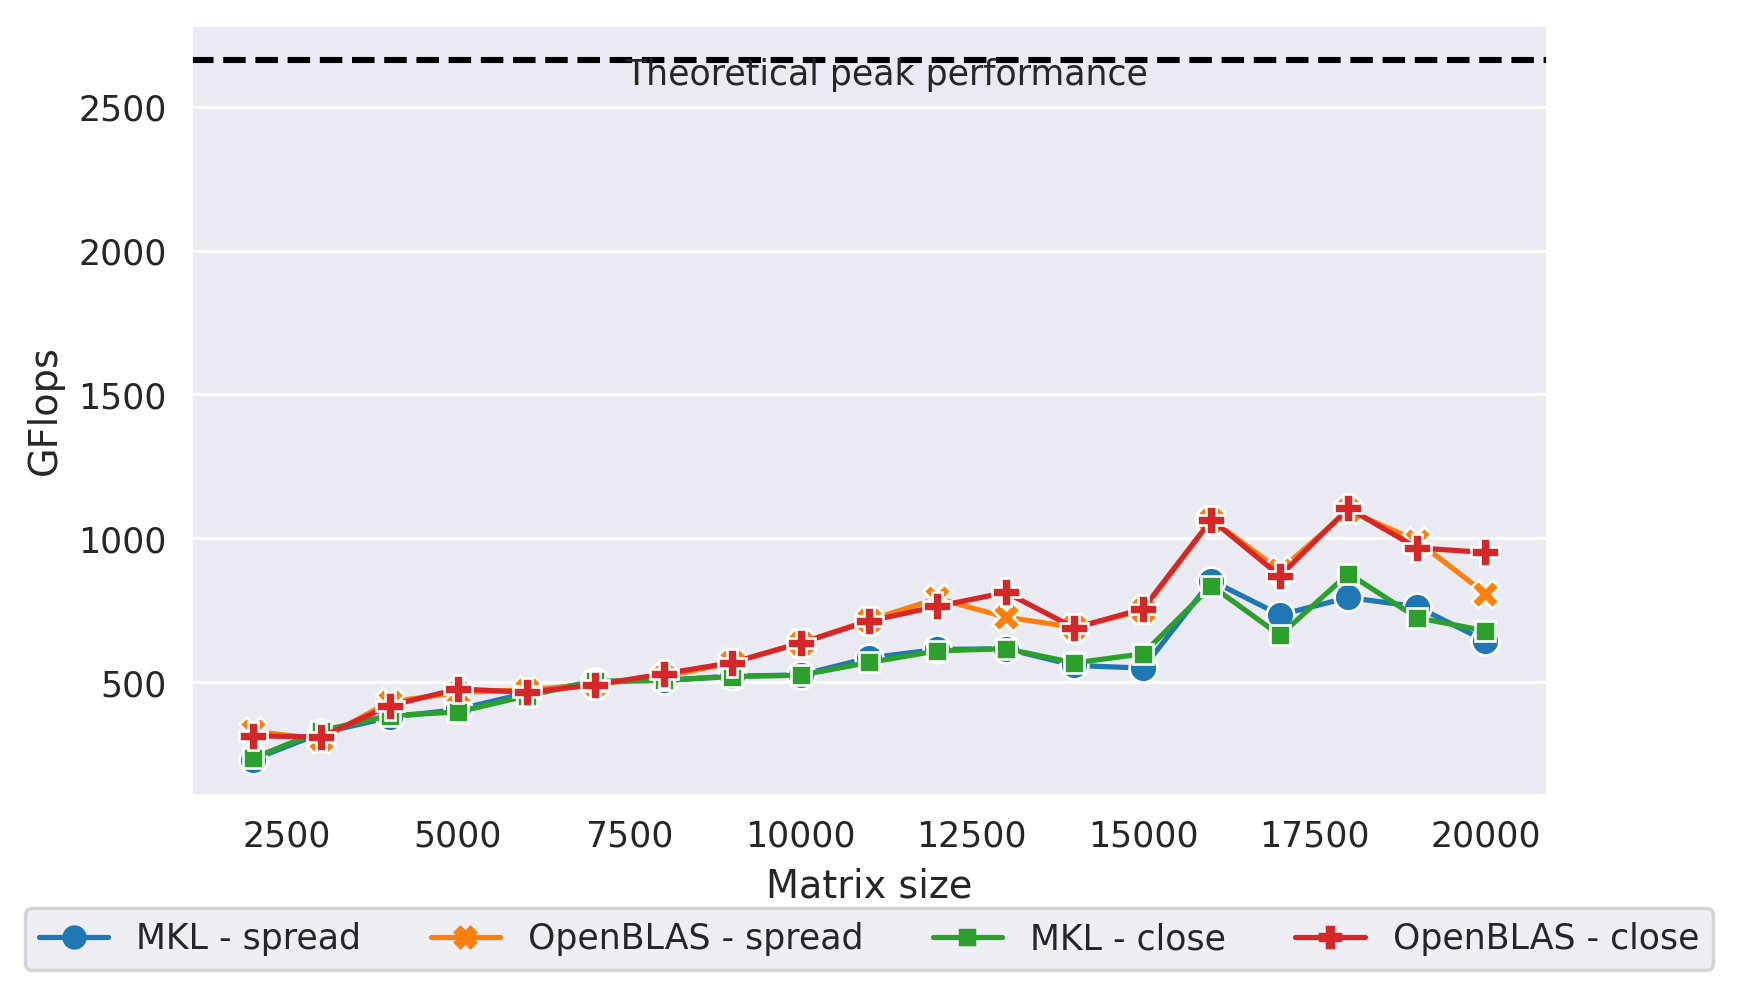 Theoretical peak performance
2500
2000
1500
1000
500
GFlops
2500 5000 7500 10000 12500 15000 17500 20000
Matrix size
MKL - spread OpenBLAS - spread MKL - close OpenBLAS - close